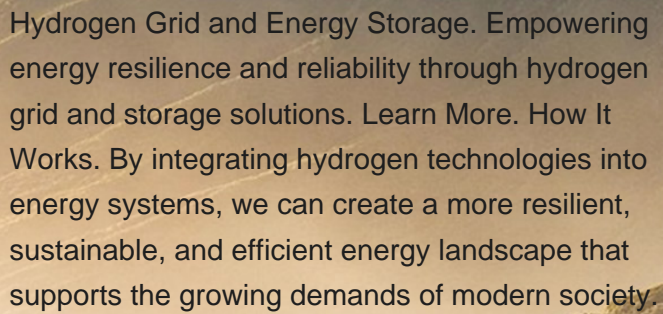 Hydrogen Grid and Energy Storage. Empowering
energy resilience and reliability through hydrogen
grid and storage solutions. Learn More. How It
Works. By integrating hydrogen technologies into
energy systems, we can create a more resilient,
sustainable, and efficient energy landscape that
supports the growing demands of modern society.